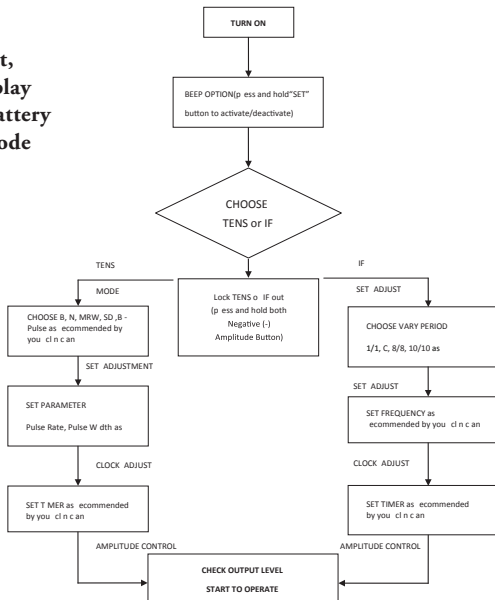 t,
play
attery
ode
TURN ON
BEEP OPTION(p ess and hold"SET"
button to activate/deactivate)
CHOOSE
TENS or IF
TENS
MODE
IF
SET ADJUST
Lock TENS o IF out
(p ess and hold both
Negative (-)
Amplitude Button)
CHOOSE B, N, MRW, SD ,B -
Pulse as ecommended by
you cl n c an
SET ADJUSTMENT
SET PARAMETER
Pulse Rate, Pulse W dth as
CLOCK ADJUST
SET T MER as ecommended
by you cl n c an
AMPLITUDE CONTROL
CHOOSE VARY PERIOD
1/1, C, 8/8, 10/10 as
SET ADJUST
SET FREQUENCY as
ecommended by you cl n c an
CLOCK ADJUST
SET TIMER as ecommended
by you cl n c an
AMPLITUDE CONTROL
CHECK OUTPUT LEVEL
START TO OPERATE